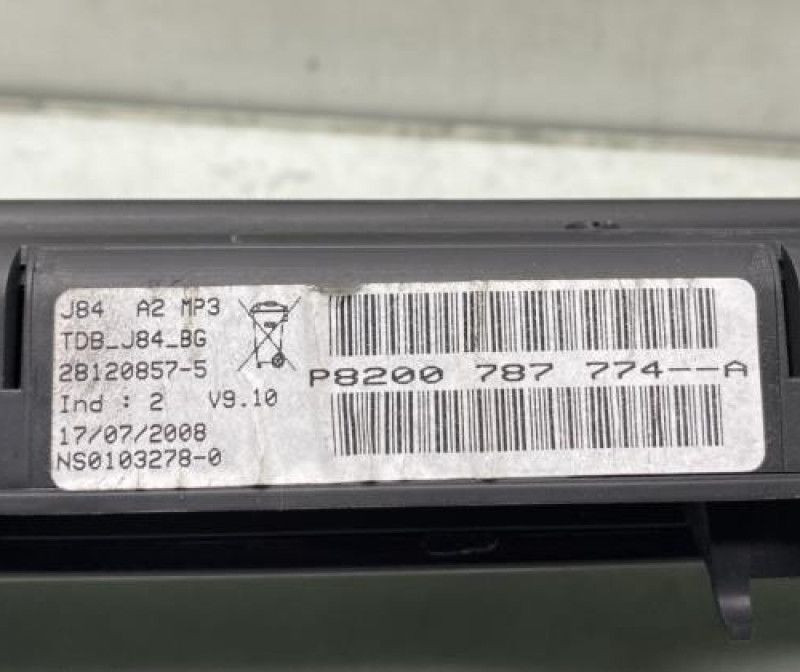 J84 A2 MP3
TDB_J84_BG
28120857-5
Ind : 2 V9.10
17/07/2008
NS0103278-0
P8200 787 774--A